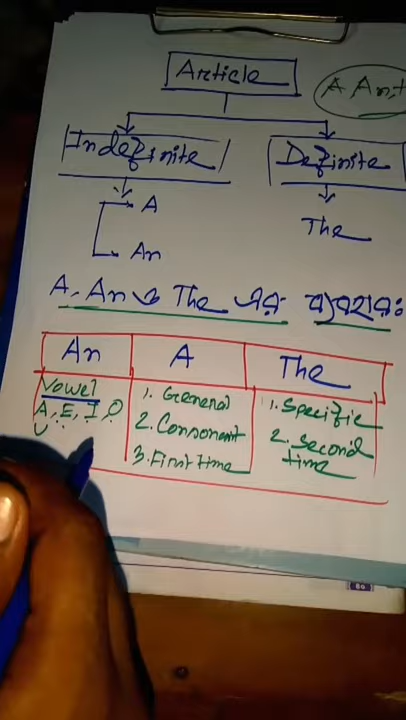 Article
A An, t
Indefinite Definite
A
The
An
A. An ও The এর ব্যবহারঃ
An A The
Vowel
A, E, I, O
U
1. General
2. Consonant
3. First time
1. Specific
2. Second
time